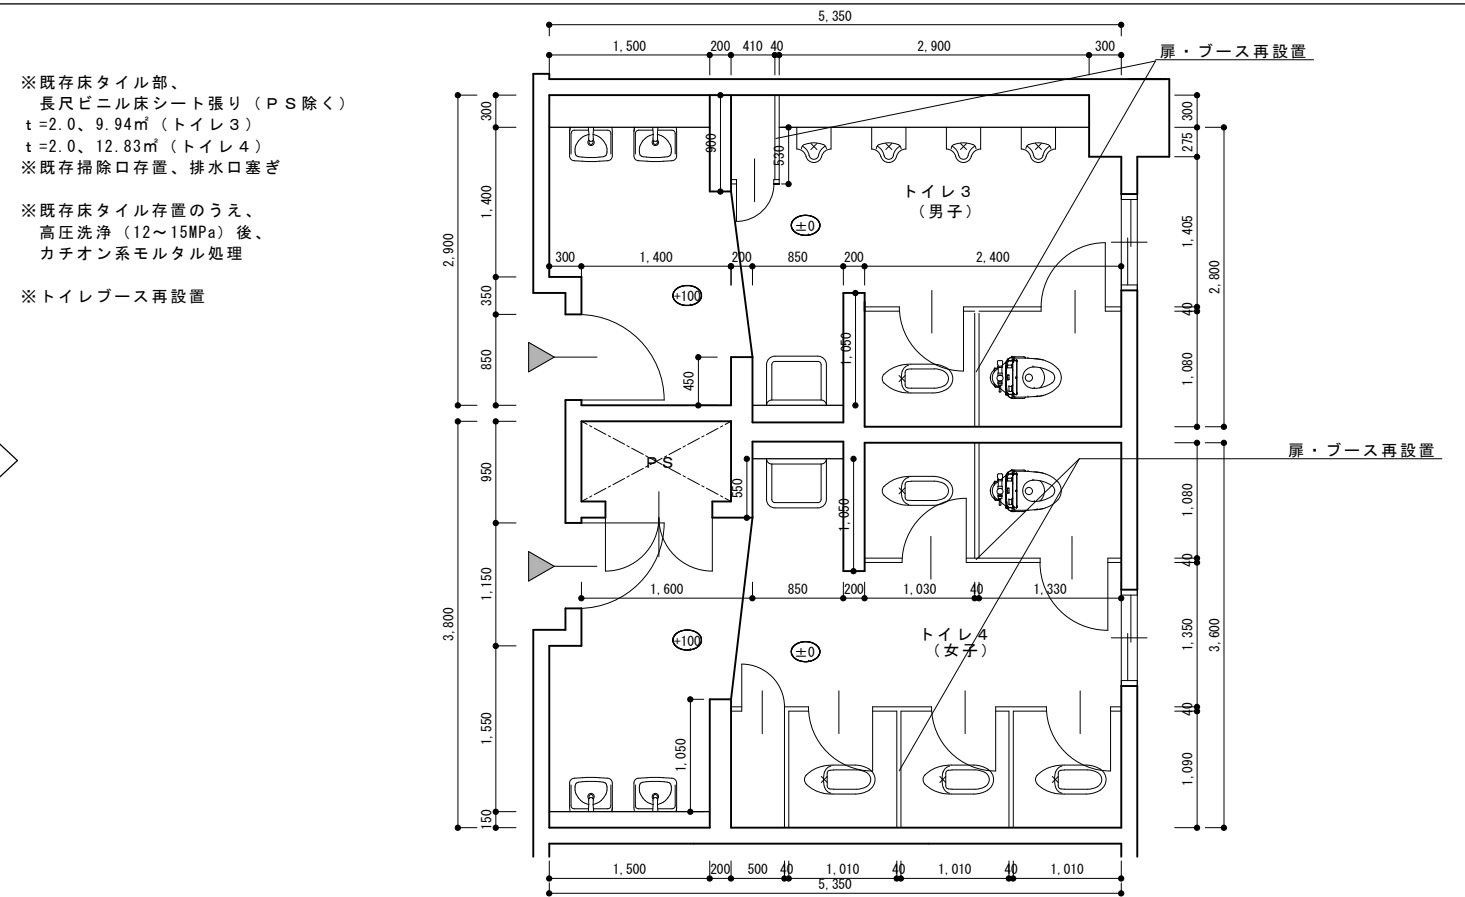 ※既存床タイル部、
長尺ビニル床シート張り（ＰＳ除く）
t=2.0、9.94㎡（トイレ３）
t=2.0、12.83㎡（トイレ４）
※既存掃除口存置、排水口塞ぎ
※既存床タイル存置のうえ、
高圧洗浄（12～15MPa）後、
カチオン系モルタル処理
※トイレブース再設置
5,350
1,500 200 410 40 2,900 300
扉・ブース再設置
300
900
530
300
275
トイレ３
（男子）
±0
1,400
1,405
2,900
2,800
300 1,400 200 850 200 2,400
+100
350
40
1,050
850
450
1,080
950
PS
550
1,050
扉・ブース再設置
1,080
40
1,150
1,600 850 200 1,030 40 1,330
3,800
トイレ４
（女子）
+100
±0
1,350
3,600
40
1,550
1,050
1,090
150
1,500 200 500 40 1,010 40 1,010 40 1,010
5,350